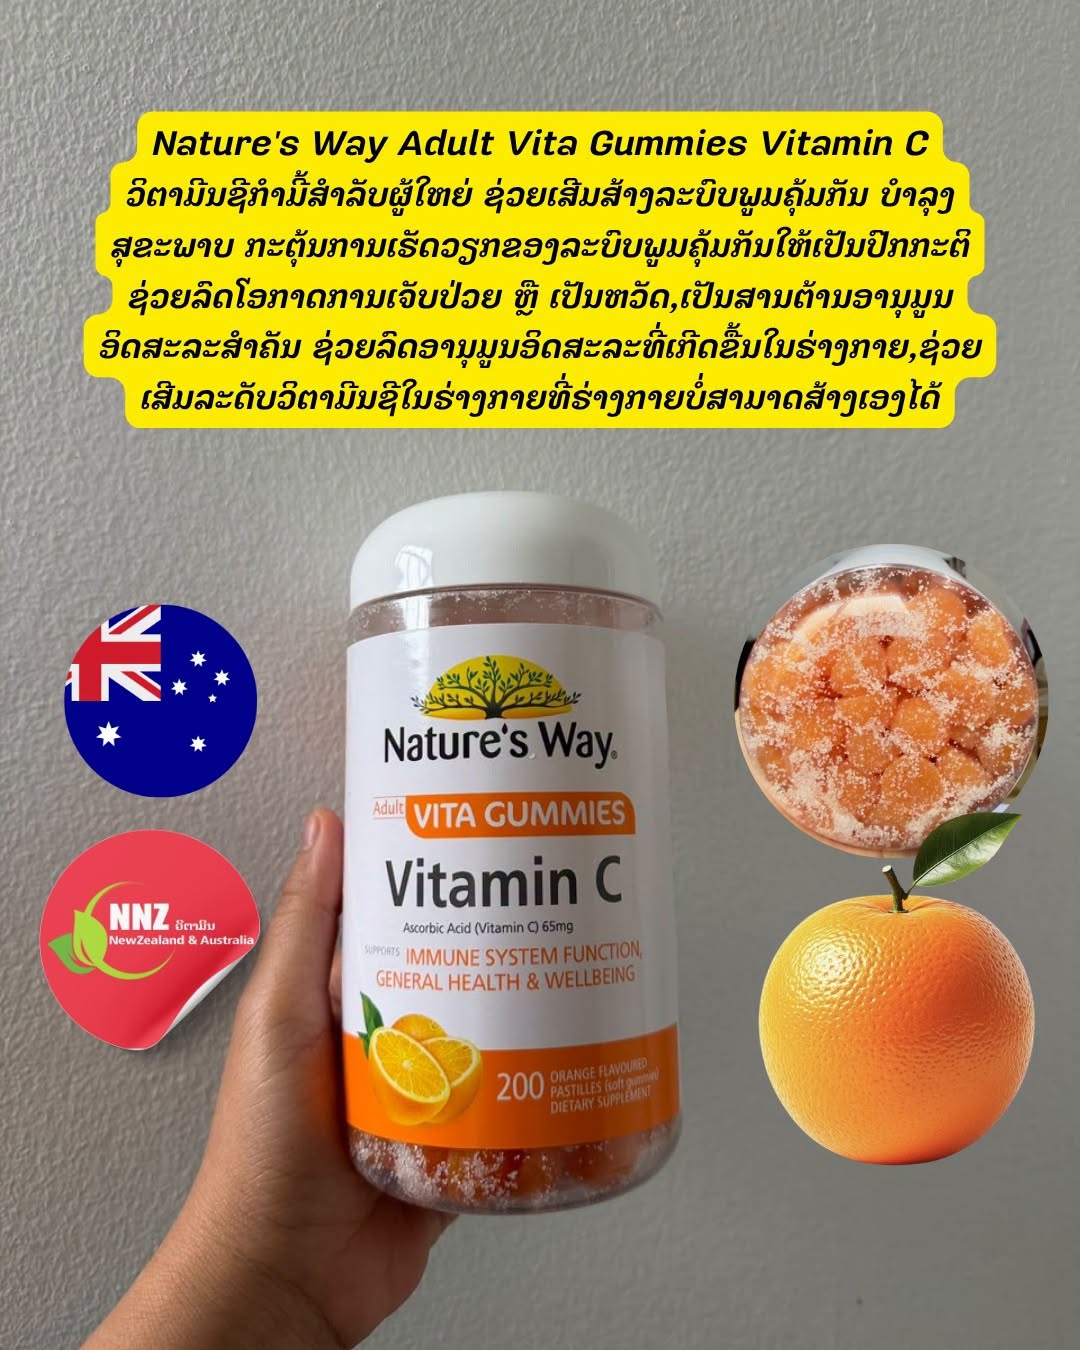 Nature's Way Adult Vita Gummies Vitamin C
ວິຕາມີນຊີກຳມີ້ສຳລັບຜູ້ໃຫຍ່ ຊ່ວຍເສີມສ້າງລະບົບພູມຄຸ້ມກັນ ບຳລຸງ
ສຸຂະພາບ ກະຕຸ້ນການເຮັດວຽກຂອງລະບົບພູມຄຸ້ມກັນໃຫ້ເປັນປົກກະຕິ
ຊ່ວຍລົດໂອກາດການເຈັບປ່ວຍ ຫຼື ເປັນຫວັດ,ເປັນສານຕ້ານອານຸມູນ
ອິດສະລະສຳຄັນ ຊ່ວຍລົດອານຸມູນອິດສະລະທີ່ເກີດຂື້ນໃນຮ່າງກາຍ,ຊ່ວຍ
ເສີມລະດັບວິຕາມີນຊີໃນຮ່າງກາຍທີ່ຮ່າງກາຍບໍ່ສາມາດສ້າງເອງໄດ້
Nature's Way®
Adult VITA GUMMIES
Vitamin C
Ascorbic Acid (Vitamin C) 65mg
SUPPORTS IMMUNE SYSTEM FUNCTION,
GENERAL HEALTH & WELLBEING
200 ORANGE FLAVOURED
PASTILLES (soft gummies)
DIETARY SUPPLEMENT
NNZ ວິຕາມິນ
NewZealand & Australia